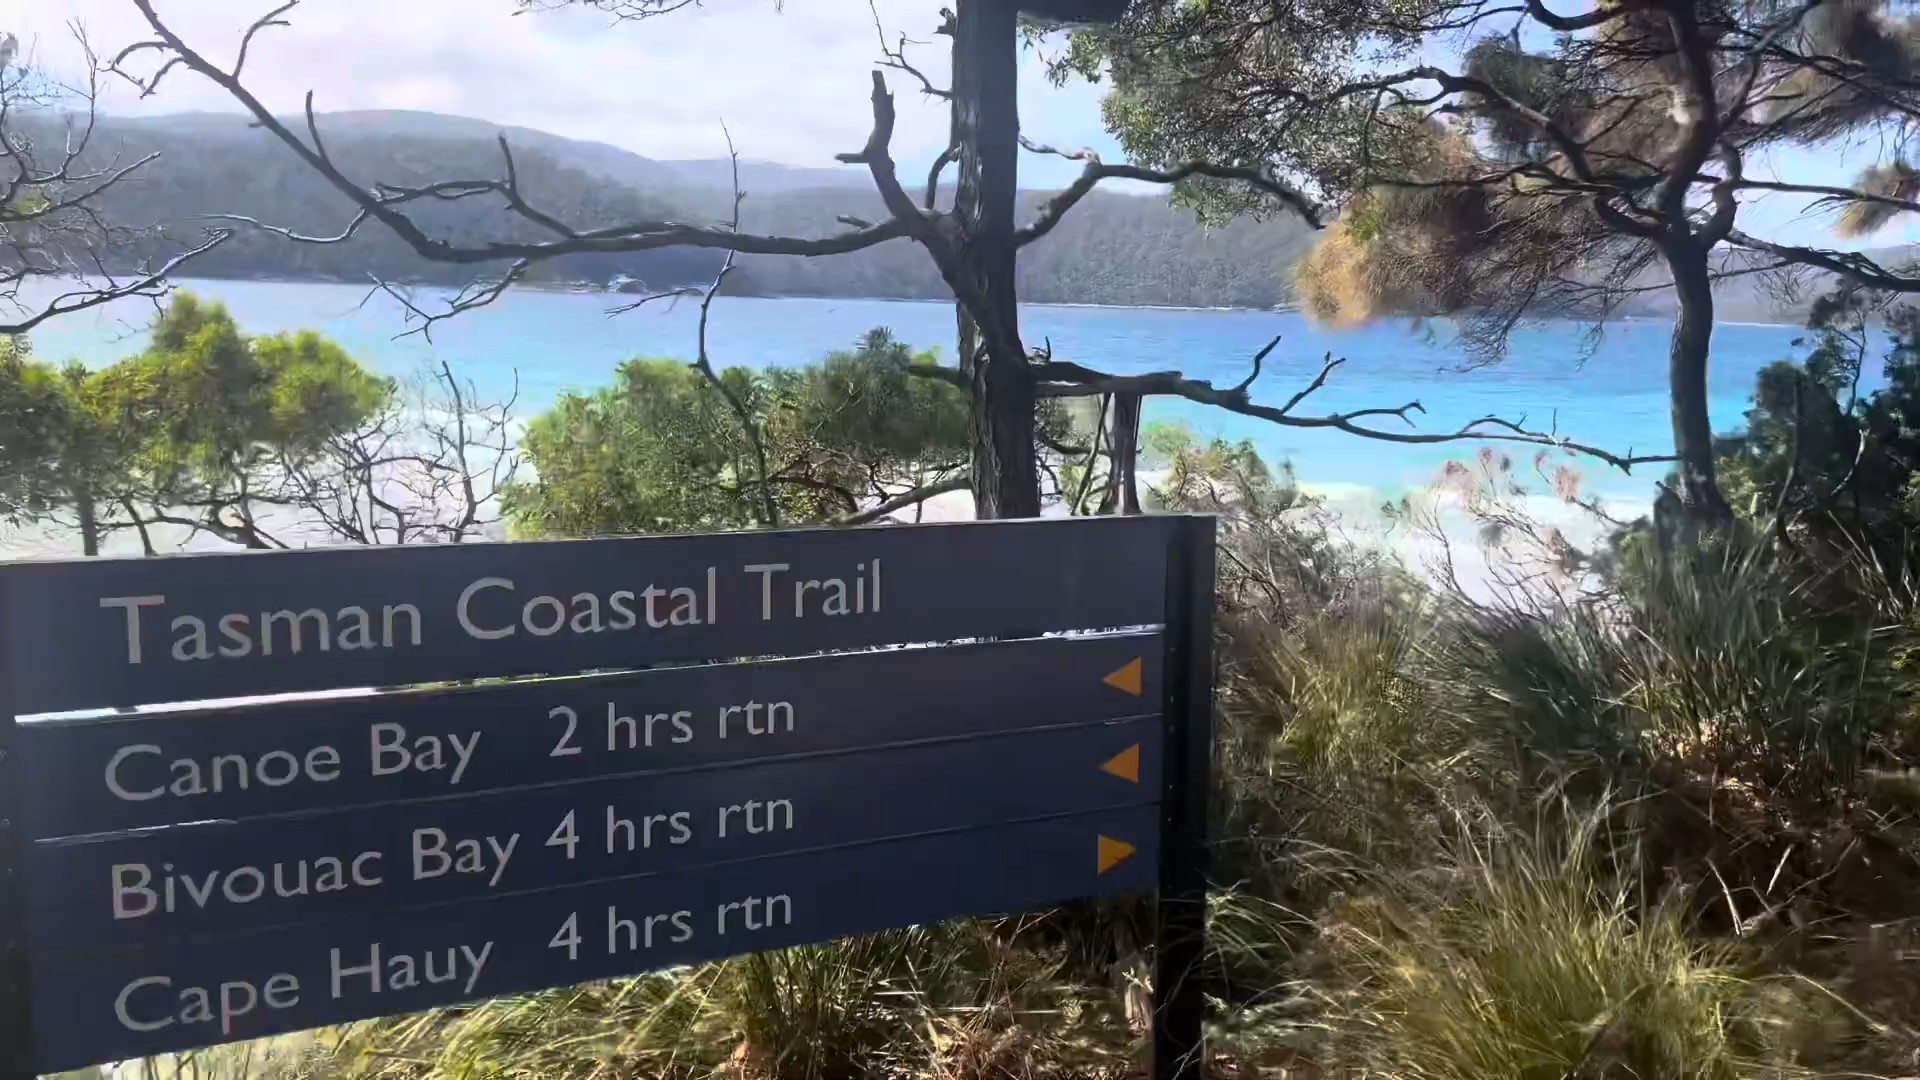 Tasman Coastal Trail
Canoe Bay 2 hrs rtn
Bivouac Bay 4 hrs rtn
Cape Hauy 4 hrs rtn